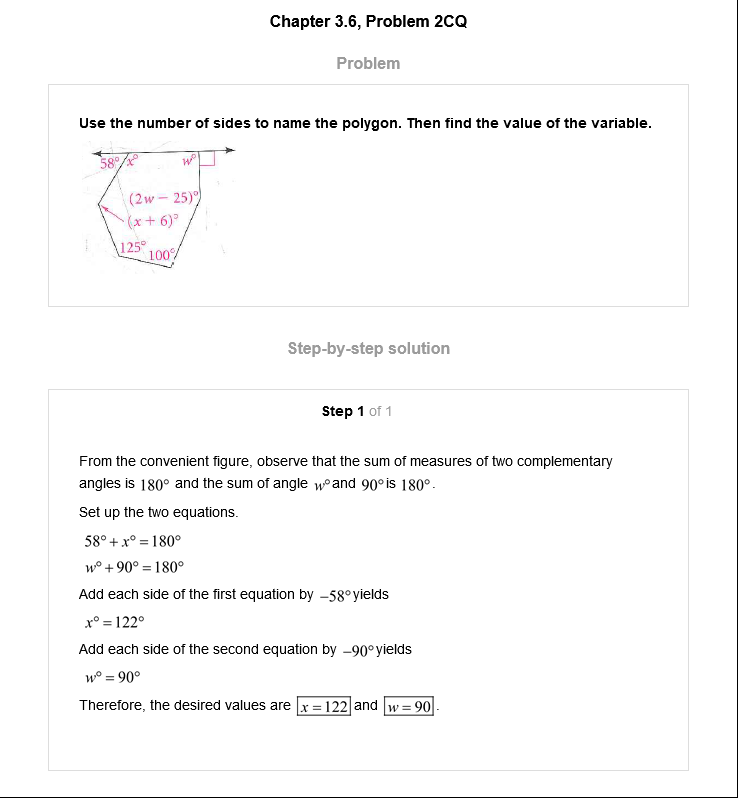 Chapter 3.6, Problem 2CQ
Problem
Use the number of sides to name the polygon. Then find the value of the variable.
58° x° w°
(2w − 25)°
(x + 6)°
125°
100°
Step-by-step solution
Step 1 of 1
From the convenient figure, observe that the sum of measures of two complementary
angles is 180° and the sum of angle w° and 90° is 180°.
Set up the two equations.
58° + x° = 180°
w° + 90° = 180°
Add each side of the first equation by −58° yields
x° = 122°
Add each side of the second equation by −90° yields
w° = 90°
Therefore, the desired values are x = 122 and w = 90.